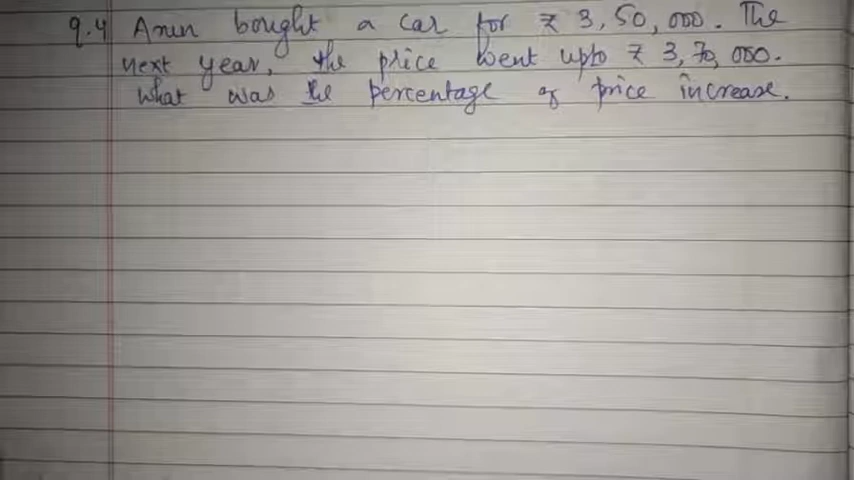 Q.4 Arun bought a car for ₹ 3,50,000. The
next year, the price went upto ₹ 3,70,000.
What was the percentage of price increase.